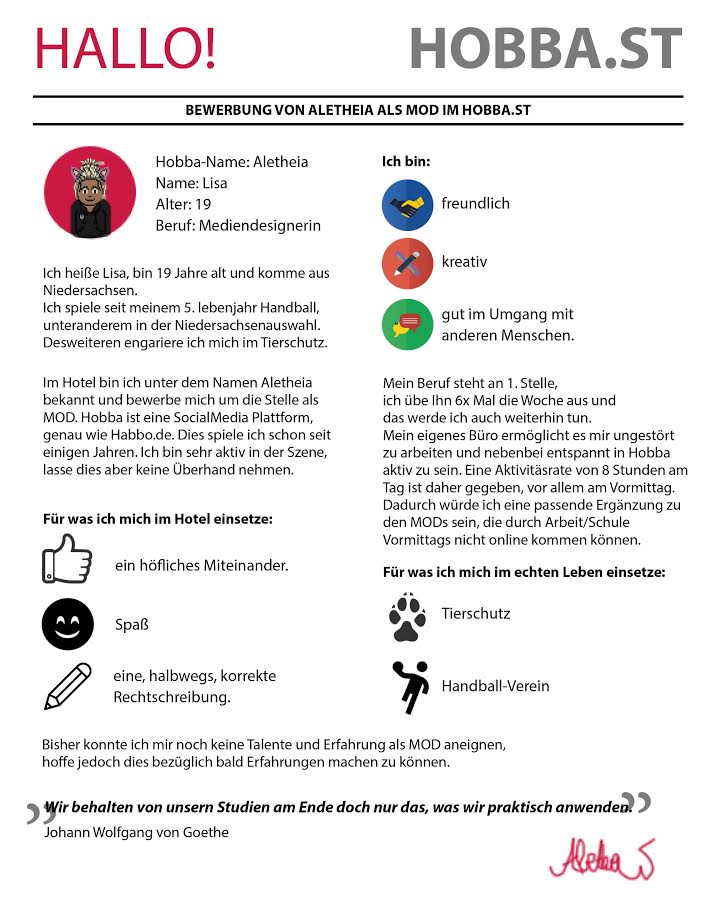 HALLO!
HOBBA.ST
BEWERBUNG VON ALETHEIA ALS MOD IM HOBBA.ST
Hobba-Name: Aletheia
Name: Lisa
Alter: 19
Beruf: Mediendesignerin
Ich heiße Lisa, bin 19 Jahre alt und komme aus
Niedersachsen.
Ich spiele seit meinem 5. lebenjahr Handball,
unteranderem in der Niedersachsenauswahl.
Desweiteren engariere ich mich im Tierschutz.
Im Hotel bin ich unter dem Namen Aletheia
bekannt und bewerbe mich um die Stelle als
MOD. Hobba ist eine SocialMedia Plattform,
genau wie Habbo.de. Dies spiele ich schon seit
einigen Jahren. Ich bin sehr aktiv in der Szene,
lasse dies aber keine Überhand nehmen.
Für was ich mich im Hotel einsetze:
ein höfliches Miteinander.
Spaß
eine, halbwegs, korrekte
Rechtschreibung.
Ich bin:
freundlich
kreativ
gut im Umgang mit
anderen Menschen.
Mein Beruf steht an 1. Stelle,
ich übe Ihn 6x Mal die Woche aus und
das werde ich auch weiterhin tun.
Mein eigenes Büro ermöglicht es mir ungestört
zu arbeiten und nebenbei entspannt in Hobba
aktiv zu sein. Eine Aktivitäsrate von 8 Stunden am
Tag ist daher gegeben, vor allem am Vormittag.
Dadurch würde ich eine passende Ergänzung zu
den MODs sein, die durch Arbeit/Schule
Vormittags nicht online kommen können.
Für was ich mich im echten Leben einsetze:
Tierschutz
Handball-Verein
Bisher konnte ich mir noch keine Talente und Erfahrung als MOD aneignen,
hoffe jedoch dies bezüglich bald Erfahrungen machen zu können.
”Wir behalten von unsern Studien am Ende doch nur das, was wir praktisch anwenden.”
Johann Wolfgang von Goethe